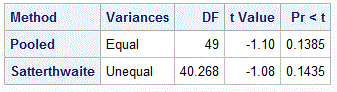 Method Variances DF t Value Pr < t
Pooled Equal 49 -1.10 0.1385
Satterthwaite Unequal 40.268 -1.08 0.1435